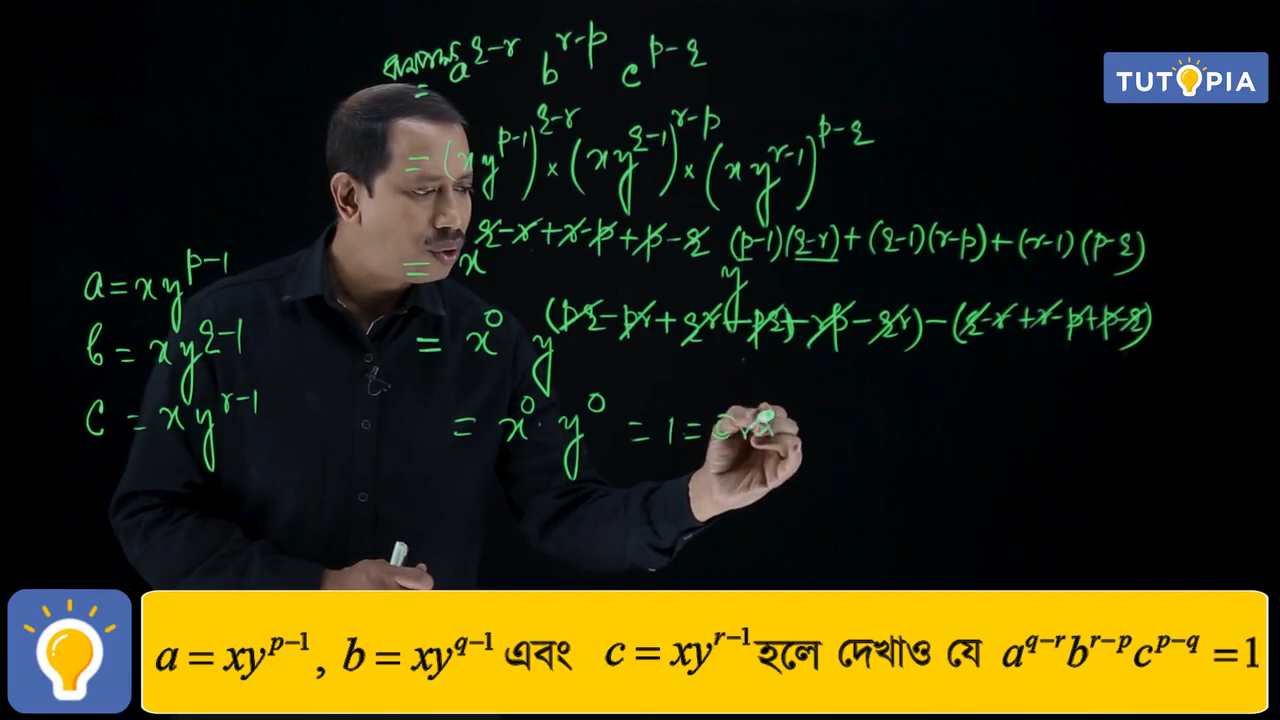 বামপক্ষ
= a^{q-r} b^{r-p} c^{p-q}
TUTOPIA
= (xy^{p-1})^{q-r} × (xy^{q-1})^{r-p} × (xy^{r-1})^{p-q}
= x^{q-r+r-p+p-q} y^{(p-1)(q-r)+(q-1)(r-p)+(r-1)(p-q)}
= x^0 y^{(pq-pr+qr-pq+rp-qr)-(q-r+r-p+p-q)}
= x^0 · y^0 = 1 =
a = xy^{p-1}
b = xy^{q-1}
c = xy^{r-1}
a = xy^{p-1}, b = xy^{q-1} এবং c = xy^{r-1} হলে দেখাও যে a^{q-r}b^{r-p}c^{p-q} = 1